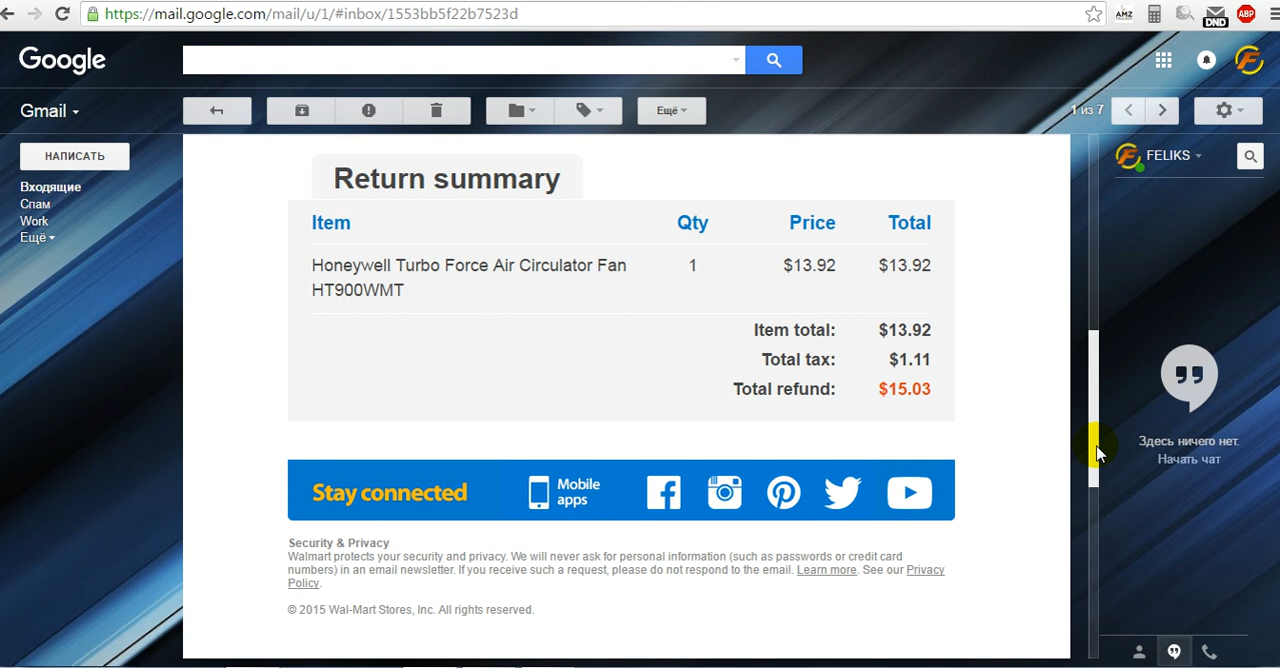 https://mail.google.com/mail/u/1/#inbox/1553bb5f22b7523d
AMZ
DND
ABP
Google
Gmail
Ещё
1 из 7
НАПИСАТЬ
Входящие
Спам
Work
Ещё
FELIKS
Return summary
Item Qty Price Total
Honeywell Turbo Force Air Circulator Fan 1 $13.92 $13.92
HT900WMT
Item total: $13.92
Total tax: $1.11
Total refund: $15.03
Здесь ничего нет.
Начать чат
Stay connected
Mobile
apps
Security & Privacy
Walmart protects your security and privacy. We will never ask for personal information (such as passwords or credit card
numbers) in an email newsletter. If you receive such a request, please do not respond to the email. Learn more. See our Privacy
Policy.
© 2015 Wal-Mart Stores, Inc. All rights reserved.